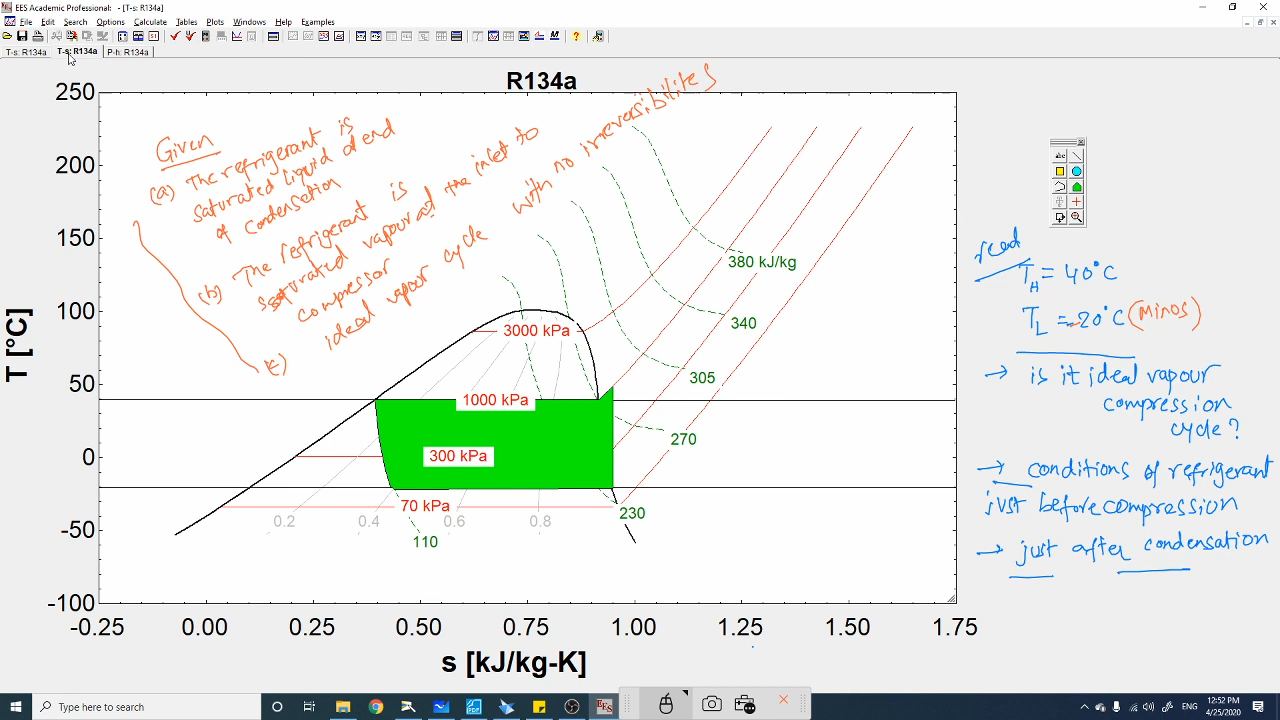 EES Academic Professional: - [T-s: R134a]
File Edit Search Options Calculate Tables Plots Windows Help Examples
T-s: R134a T-s: R134a P-h: R134a
R134a
250
200
150
100
50
0
-50
-100
T [°C]
-0.25 0.00 0.25 0.50 0.75 1.00 1.25 1.50 1.75
s [kJ/kg-K]
3000 kPa
1000 kPa
300 kPa
70 kPa
0.2 0.4 0.6 0.8
380 kJ/kg
340
305
270
230
110
Given
(a) The refrigerant is
saturated liquid at end
of condensation
(b) The refrigerant is
saturated vapour at the inlet to
compressor
(c) ideal vapour cycle
with no irreversibilites
abc
read
TH = 40°C
TL = -20°C (Minos)
→ is it ideal vapour
compression
cycle?
→ conditions of refrigerant
just before compression
→ just after condensation
Type here to search
ENG
12:52 PM
4/25/2020